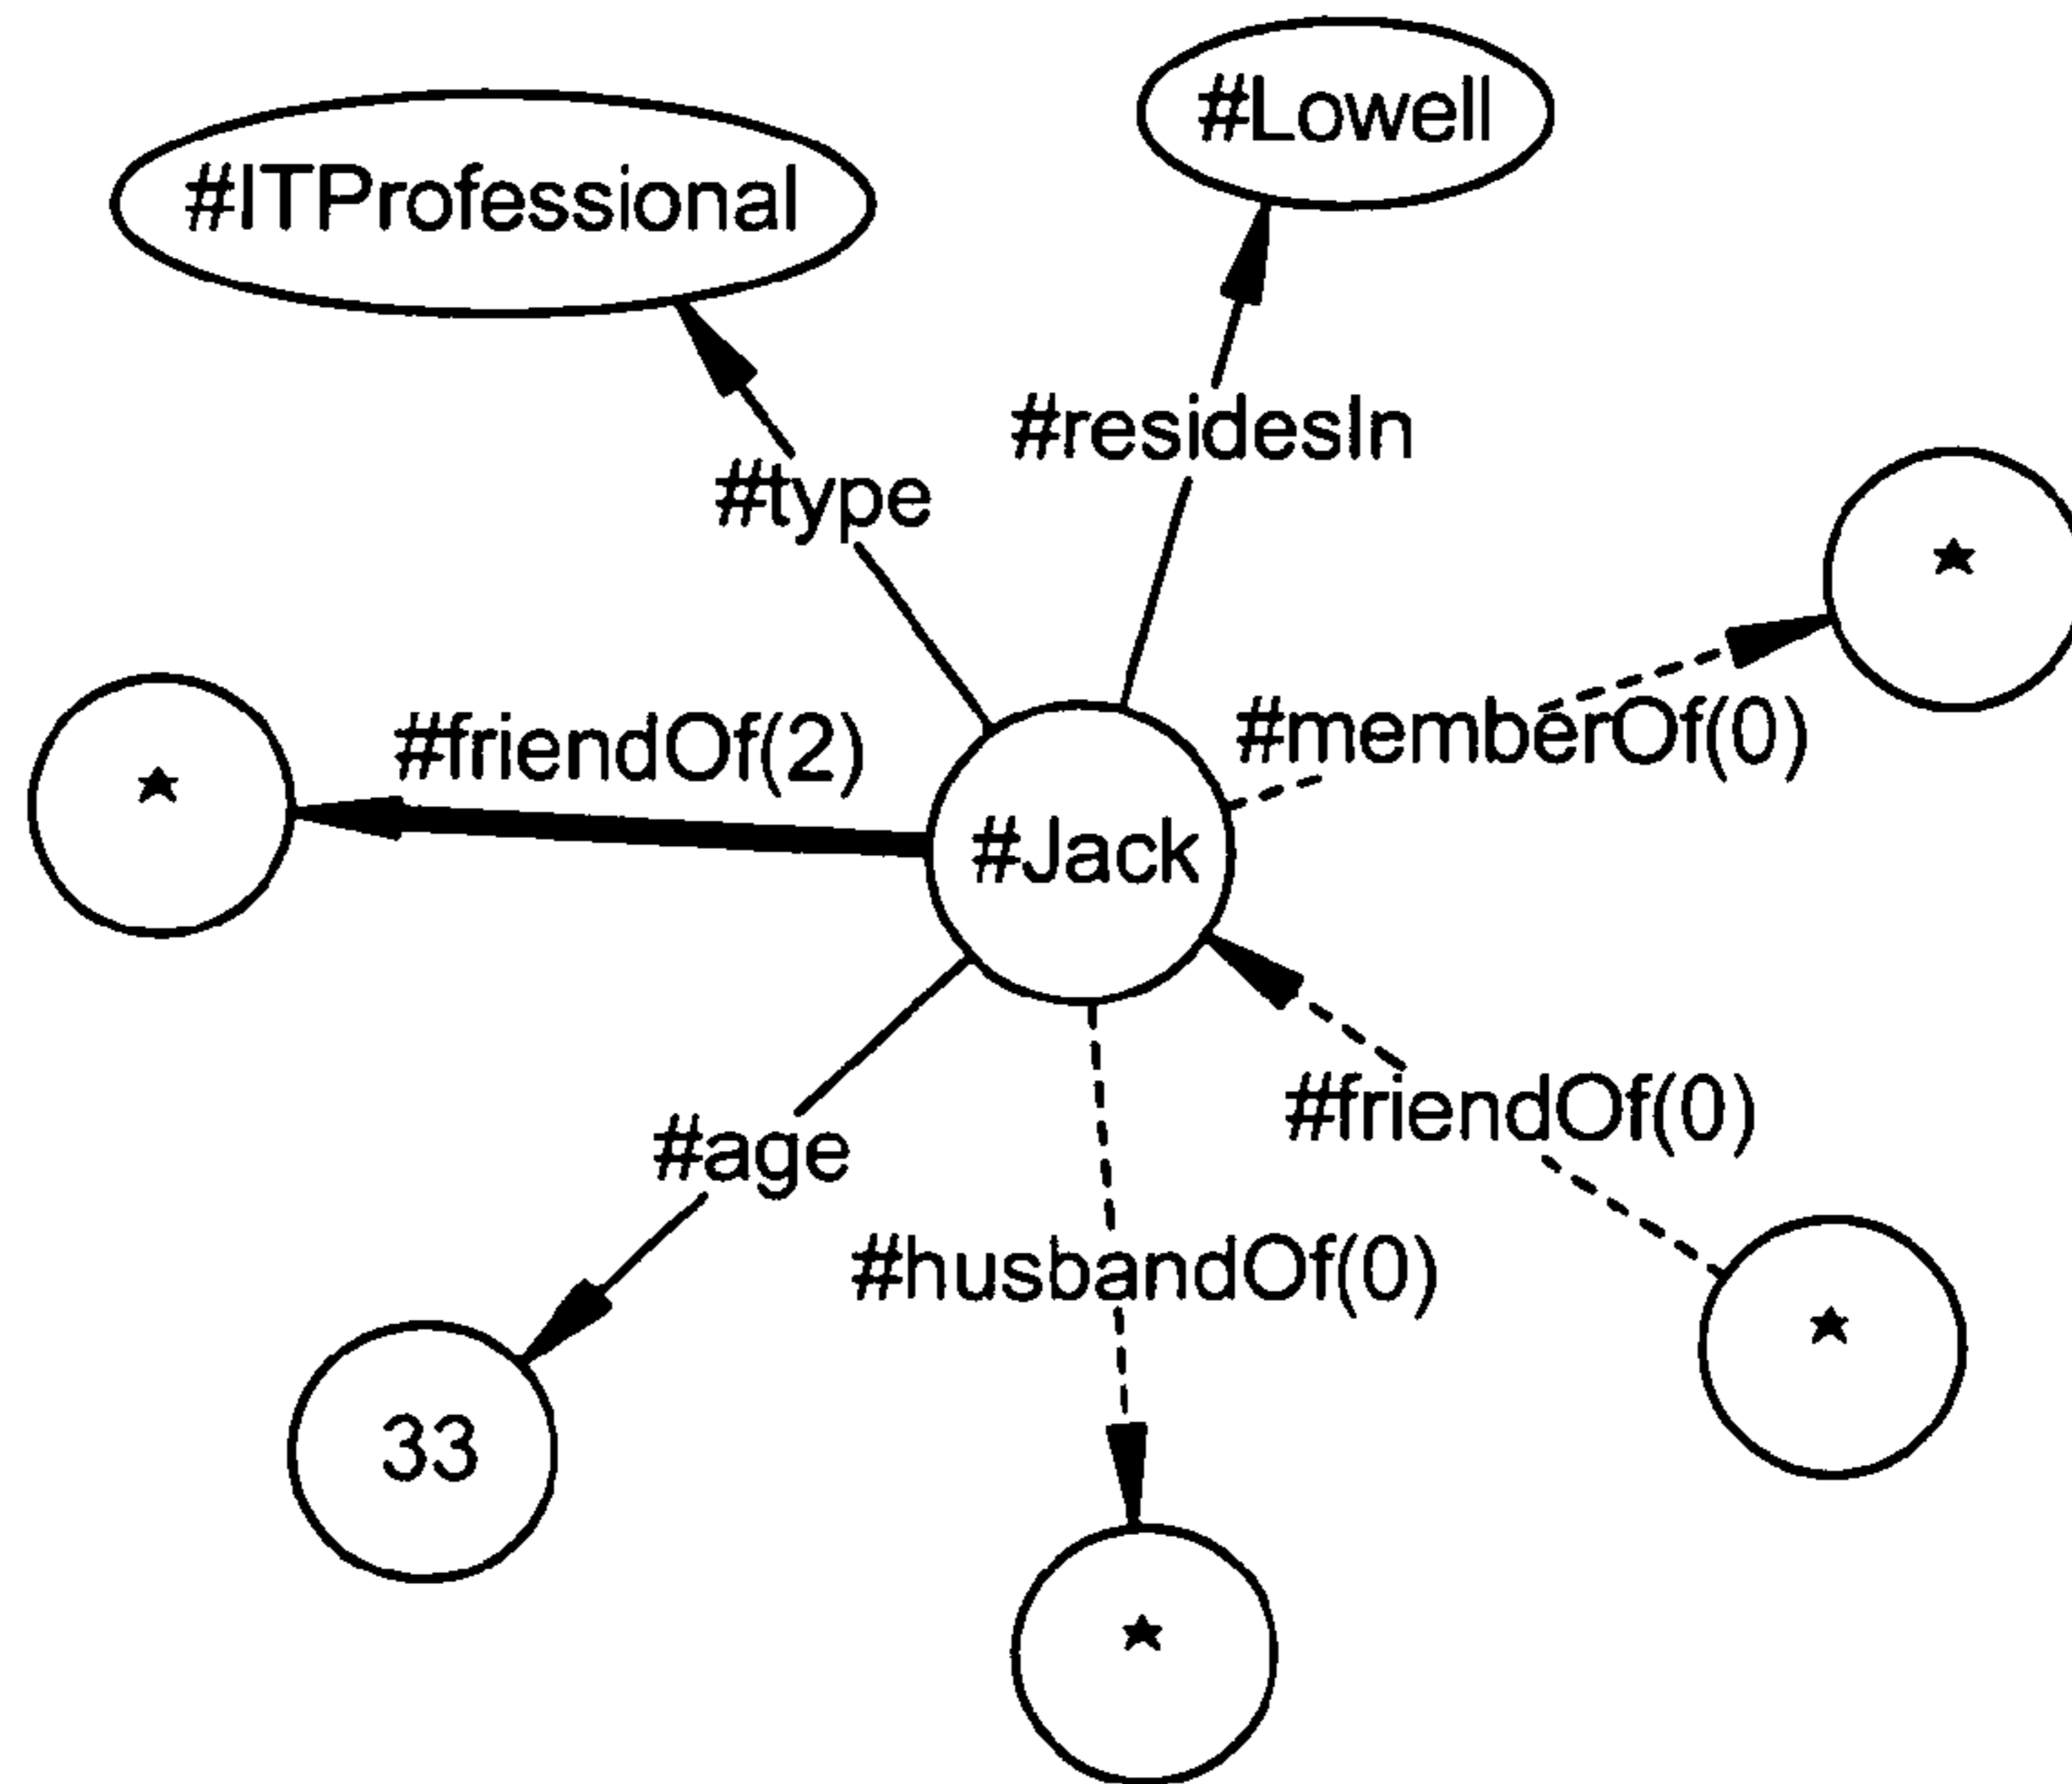 #Lowell
#ITProfessional
#residesIn
#type
*
#memberOf(0)
#friendOf(2)
*
#Jack
#friendOf(0)
#age
#husbandOf(0)
*
33
*